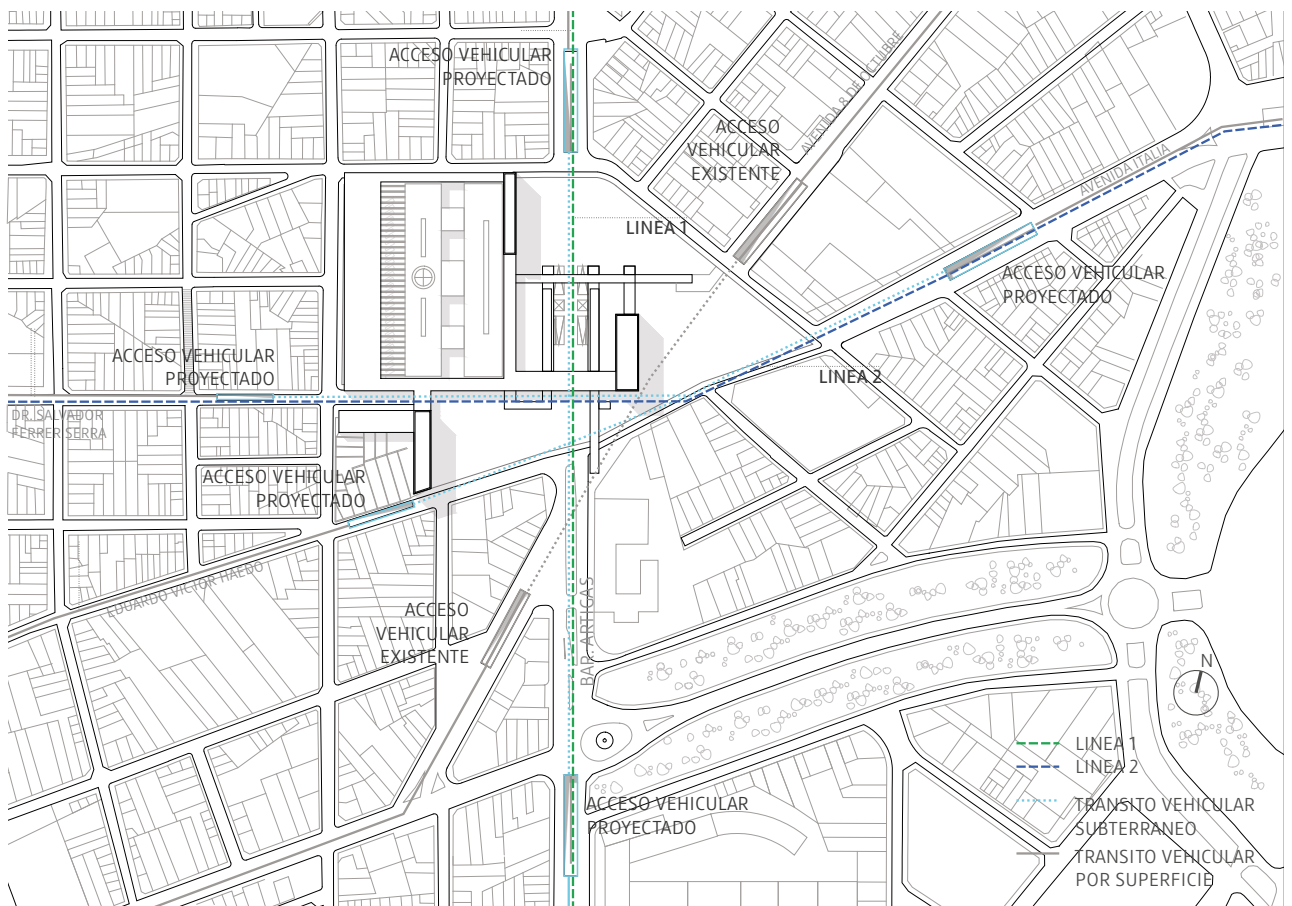 ACCESO VEHICULAR
PROYECTADO
AVENIDA 8 DE OCTUBRE
ACCESO
VEHICULAR
EXISTENTE
AVENIDA ITALIA
LINEA 1
ACCESO VEHICULAR
PROYECTADO
ACCESO VEHICULAR
PROYECTADO
LINEA 2
DR. SALVADOR
FERRER SERRA
ACCESO VEHICULAR
PROYECTADO
EDUARDO VICTOR HAEDO
ACCESO
VEHICULAR
EXISTENTE
BAR. ARTIGAS
N
LINEA 1
LINEA 2
TRANSITO VEHICULAR
SUBTERRANEO
TRANSITO VEHICULAR
POR SUPERFICIE
ACCESO VEHICULAR
PROYECTADO